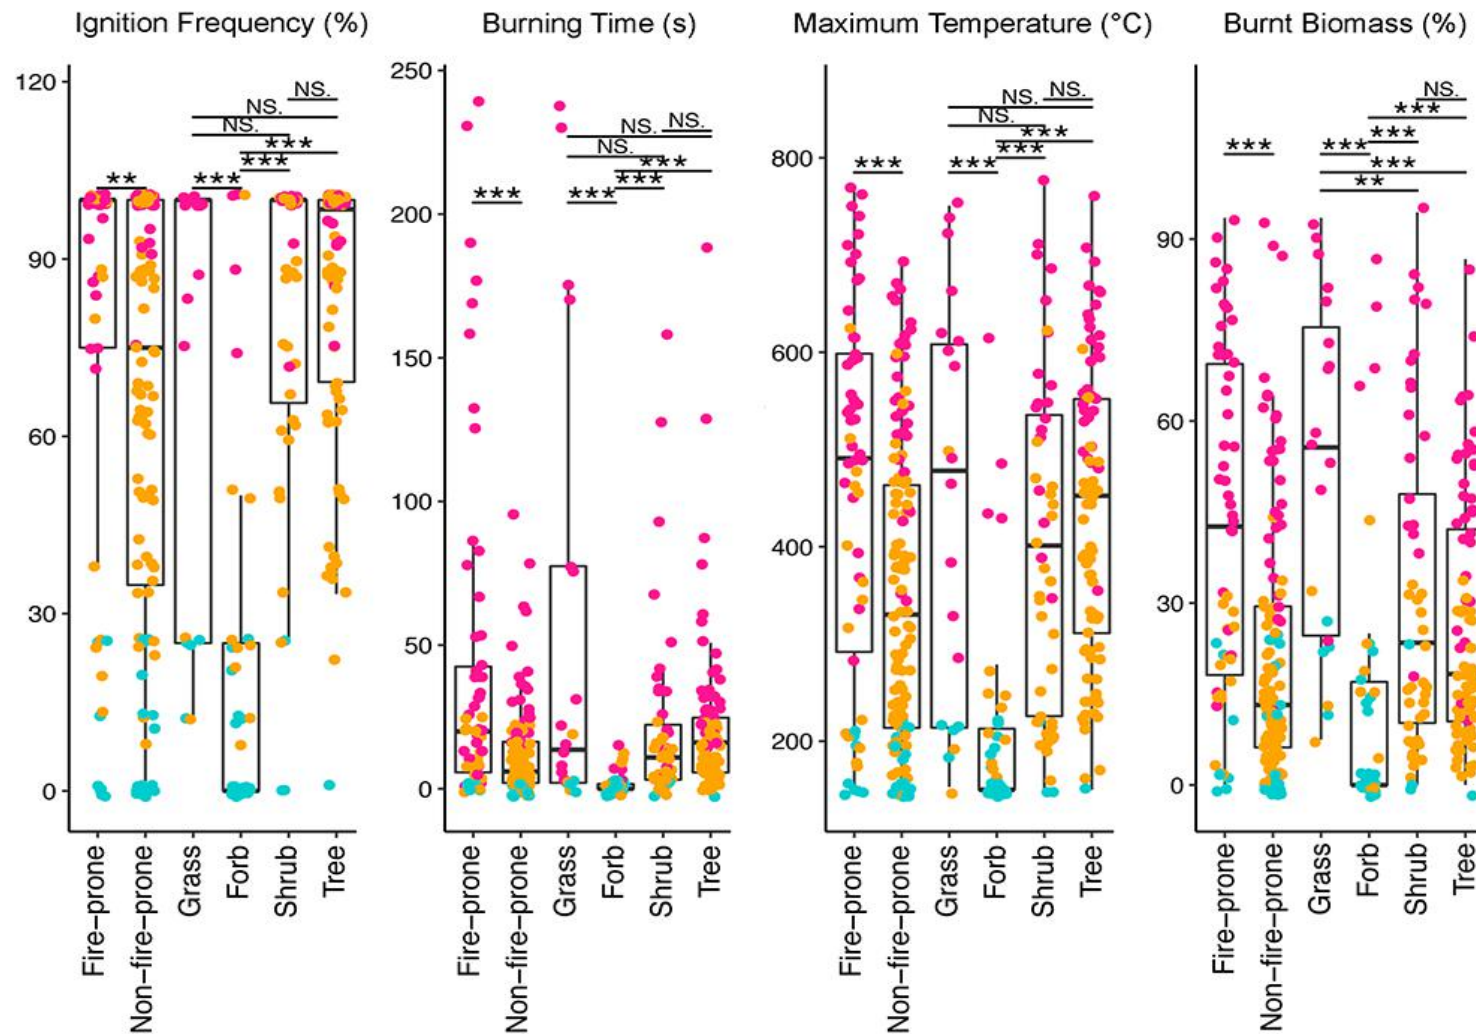 Ignition Frequency (%)
120
90
60
30
0
NS.
NS.
NS.
***
***
**
***
Fire−prone
Non−fire−prone
Grass
Forb
Shrub
Tree
Burning Time (s)
250
200
150
100
50
0
NS.
NS.
NS.
***
***
***
***
Fire−prone
Non−fire−prone
Grass
Forb
Shrub
Tree
Maximum Temperature (°C)
800
600
400
200
NS.
NS.
NS.
***
***
***
***
Fire−prone
Non−fire−prone
Grass
Forb
Shrub
Tree
Burnt Biomass (%)
90
60
30
0
NS.
***
***
***
***
***
**
Fire−prone
Non−fire−prone
Grass
Forb
Shrub
Tree